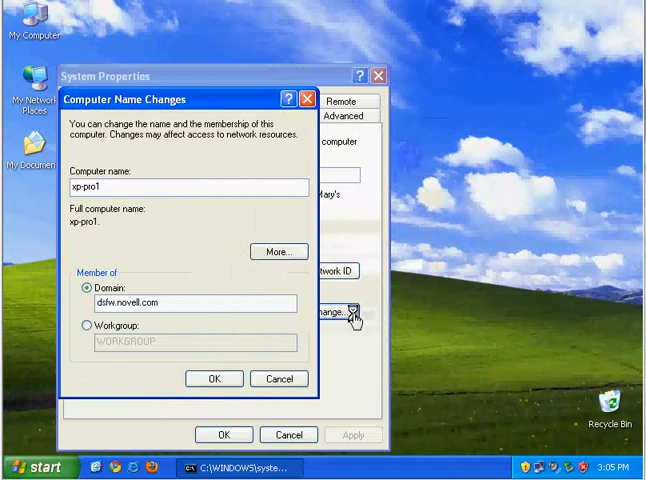 My Computer
My Network
Places
My Documen
System Properties
Remote
Advanced
computer
Mary's
work ID
hange...
OK
Cancel
Apply
Computer Name Changes
You can change the name and the membership of this
computer. Changes may affect access to network resources.
Computer name:
xp-pro1
Full computer name:
xp-pro1.
More...
Member of
Domain:
dsfw.novell.com
Workgroup:
WORKGROUP
OK
Cancel
Recycle Bin
start
C:\WINDOWS\syste...
3:05 PM